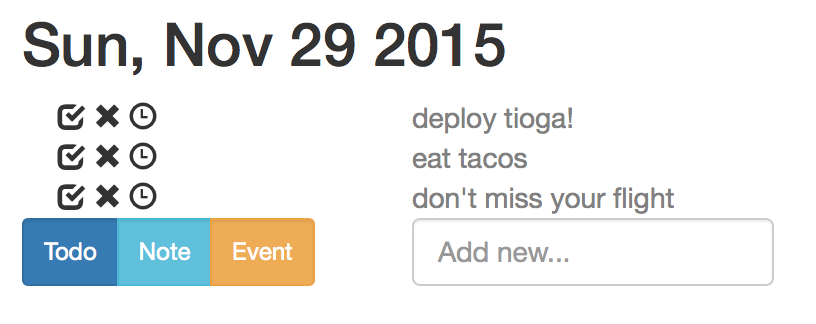 Sun, Nov 29 2015
deploy tioga!
eat tacos
don't miss your flight
Todo Note Event Add new...